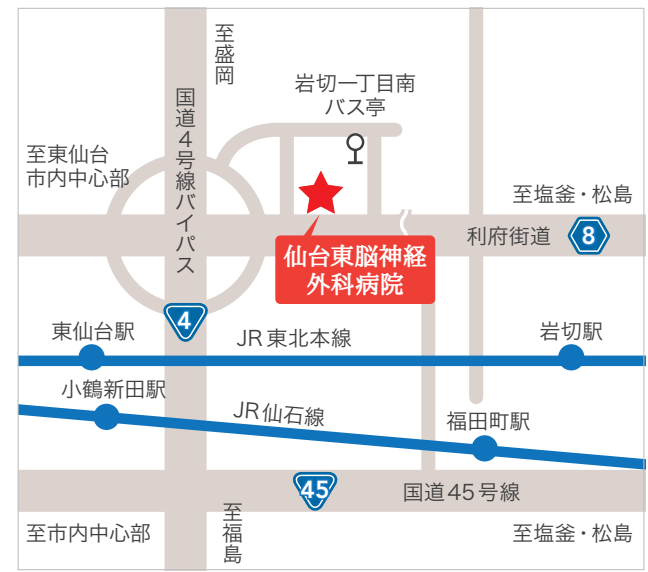 至盛岡
国道4号線バイパス
岩切一丁目南
バス亭
至東仙台
市内中心部
至塩釜・松島
利府街道
8
仙台東脳神経
外科病院
4
東仙台駅
JR東北本線
岩切駅
小鶴新田駅
JR仙石線
福田町駅
45
国道45号線
至市内中心部
至福島
至塩釜・松島